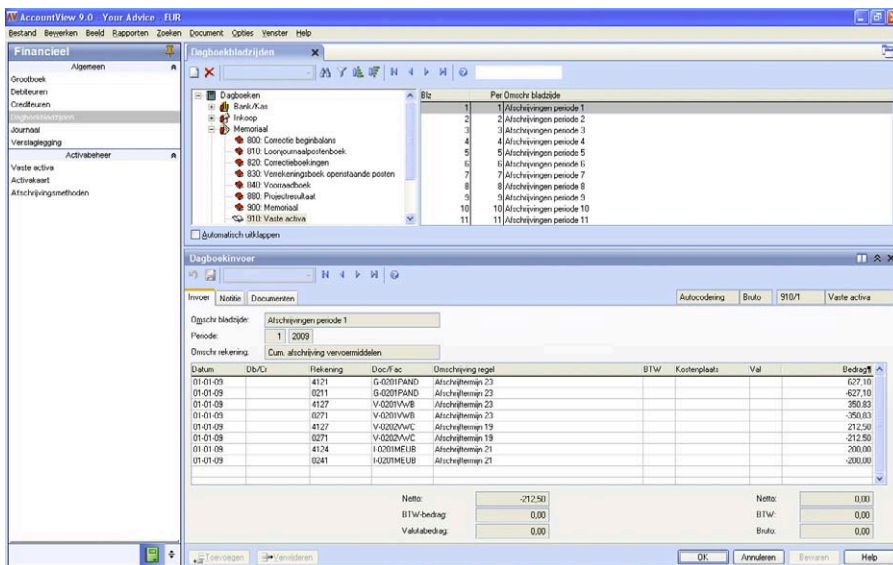 AccountView 9.0 - Your Advice - EUR
Bestand Bewerken Beeld Rapporten Zoeken Document Opties Venster Help
Financieel
Algemeen
Grootboek
Debiteuren
Crediteuren
Dagboekbladzijden
Journaal
Verslaglegging
Activabeheer
Vaste activa
Activakaart
Afschrijvingsmethoden
Dagboekbladzijden
Dagboeken
Bank/Kas
Inkoop
Memoriaal
800: Correctie beginbalans
810: Loonjournaalpostenboek
820: Correctieboekingen
830: Verrekeningsboek openstaande posten
840: Voorraadboek
880: Projectresultaat
900: Memoriaal
910: Vaste activa
Automatisch uitklappen
Blz Per Omschr bladzijde
1 1 Afschrijvingen periode 1
2 2 Afschrijvingen periode 2
3 3 Afschrijvingen periode 3
4 4 Afschrijvingen periode 4
5 5 Afschrijvingen periode 5
6 6 Afschrijvingen periode 6
7 7 Afschrijvingen periode 7
8 8 Afschrijvingen periode 8
9 9 Afschrijvingen periode 9
10 10 Afschrijvingen periode 10
11 11 Afschrijvingen periode 11
Dagboekinvoer
Invoer Notitie Documenten
Autocodering Bruto 910/1 Vaste activa
Omschr bladzijde: Afschrijvingen periode 1
Periode: 1 2009
Omschr rekening: Cum. afschrijving vervoermiddelen
Datum Db/Cr Rekening Doc/Fac Omschrijving regel BTW Kostenplaats Val Bedrag¶
01-01-09 4121 G-0201PAND Afschrijftermijn 23 627,10
01-01-09 0211 G-0201PAND Afschrijftermijn 23 -627,10
01-01-09 4127 V-0201VWB Afschrijftermijn 23 350,83
01-01-09 0271 V-0201VWB Afschrijftermijn 23 -350,83
01-01-09 4127 V-0202VWC Afschrijftermijn 19 212,50
01-01-09 0271 V-0202VWC Afschrijftermijn 19 -212,50
01-01-09 4124 I-0201MEUB Afschrijftermijn 21 200,00
01-01-09 0241 I-0201MEUB Afschrijftermijn 21 -200,00
Netto: -212,50 Netto: 0,00
BTW-bedrag: 0,00 BTW: 0,00
Valutabedrag: 0,00 Bruto: 0,00
Toevoegen Verwijderen OK Annuleren Bewaren Help